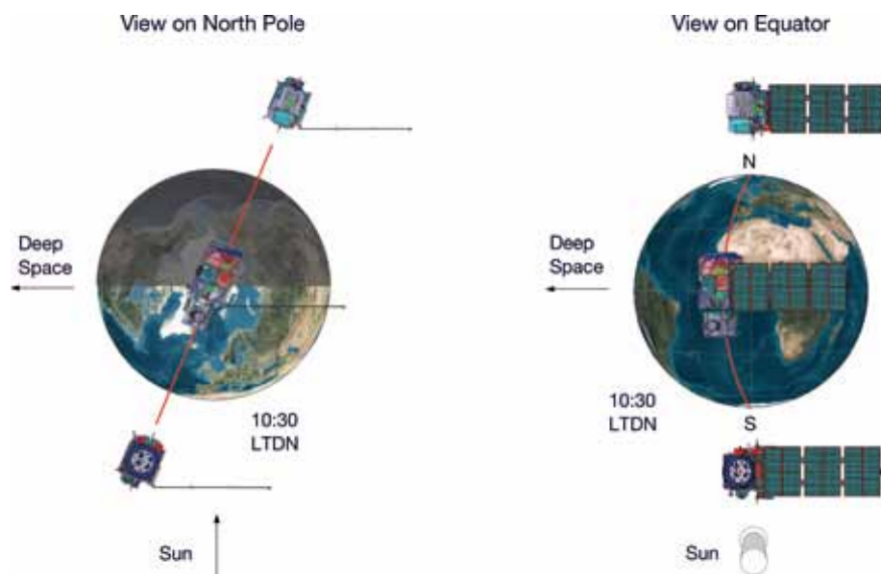 View on North Pole
View on Equator
N
Deep
Space
Deep
Space
10:30
LTDN
10:30
LTDN
S
Sun
Sun